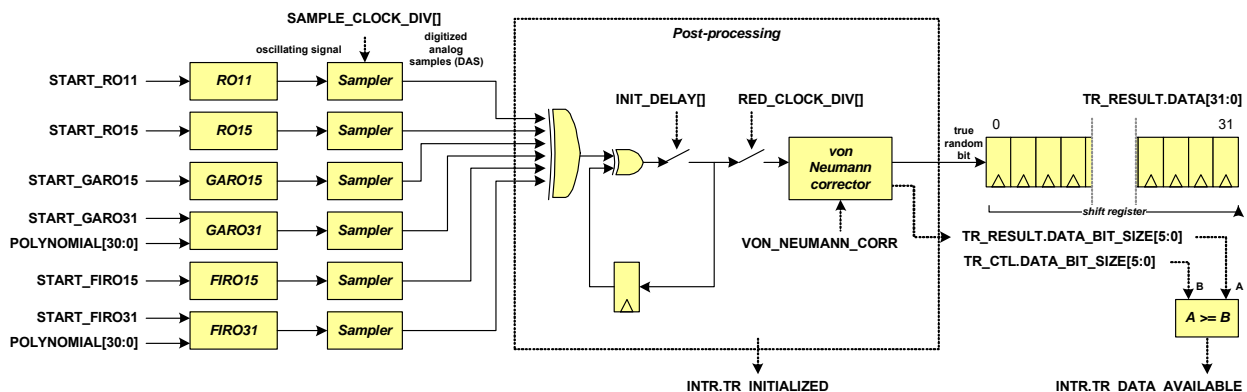 SAMPLE_CLOCK_DIV[]
oscillating signal
digitized
analog
samples (DAS)
Post-processing
START_RO11
RO11
Sampler
INIT_DELAY[]
RED_CLOCK_DIV[]
TR_RESULT.DATA[31:0]
START_RO15
RO15
Sampler
0
31
true
random
bit
von
Neumann
corrector
START_GARO15
GARO15
Sampler
START_GARO31
POLYNOMIAL[30:0]
GARO31
Sampler
VON_NEUMANN_CORR
shift register
TR_RESULT.DATA_BIT_SIZE[5:0]
TR_CTL.DATA_BIT_SIZE[5:0]
START_FIRO15
FIRO15
Sampler
B
A
START_FIRO31
POLYNOMIAL[30:0]
FIRO31
Sampler
A >= B
INTR.TR_INITIALIZED
INTR.TR_DATA_AVAILABLE